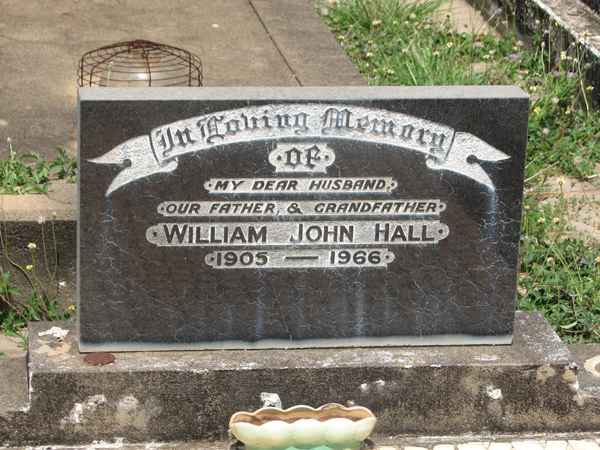 In Loving Memory
OF
MY DEAR HUSBAND,
OUR FATHER, & GRANDFATHER
WILLIAM JOHN HALL
1905 — 1966